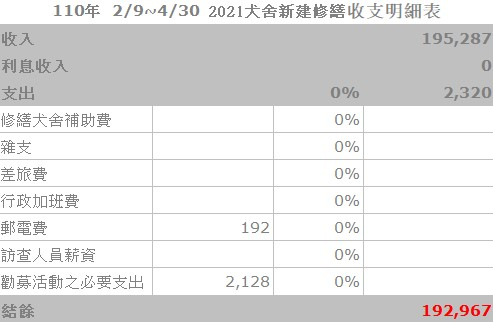 110年 2/9~4/30 2021犬舍新建修繕收支明細表
收入 195,287
利息收入 0
支出 0% 2,320
修繕犬舍補助費 0%
雜支 0%
差旅費 0%
行政加班費 0%
郵電費 192 0%
訪查人員薪資 0%
勸募活動之必要支出 2,128 0%
結餘 192,967